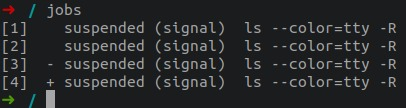 ➜ / jobs
[1]    suspended (signal)  ls --color=tty -R
[2]    suspended (signal)  ls --color=tty -R
[3]  - suspended (signal)  ls --color=tty -R
[4]  + suspended (signal)  ls --color=tty -R
➜ /